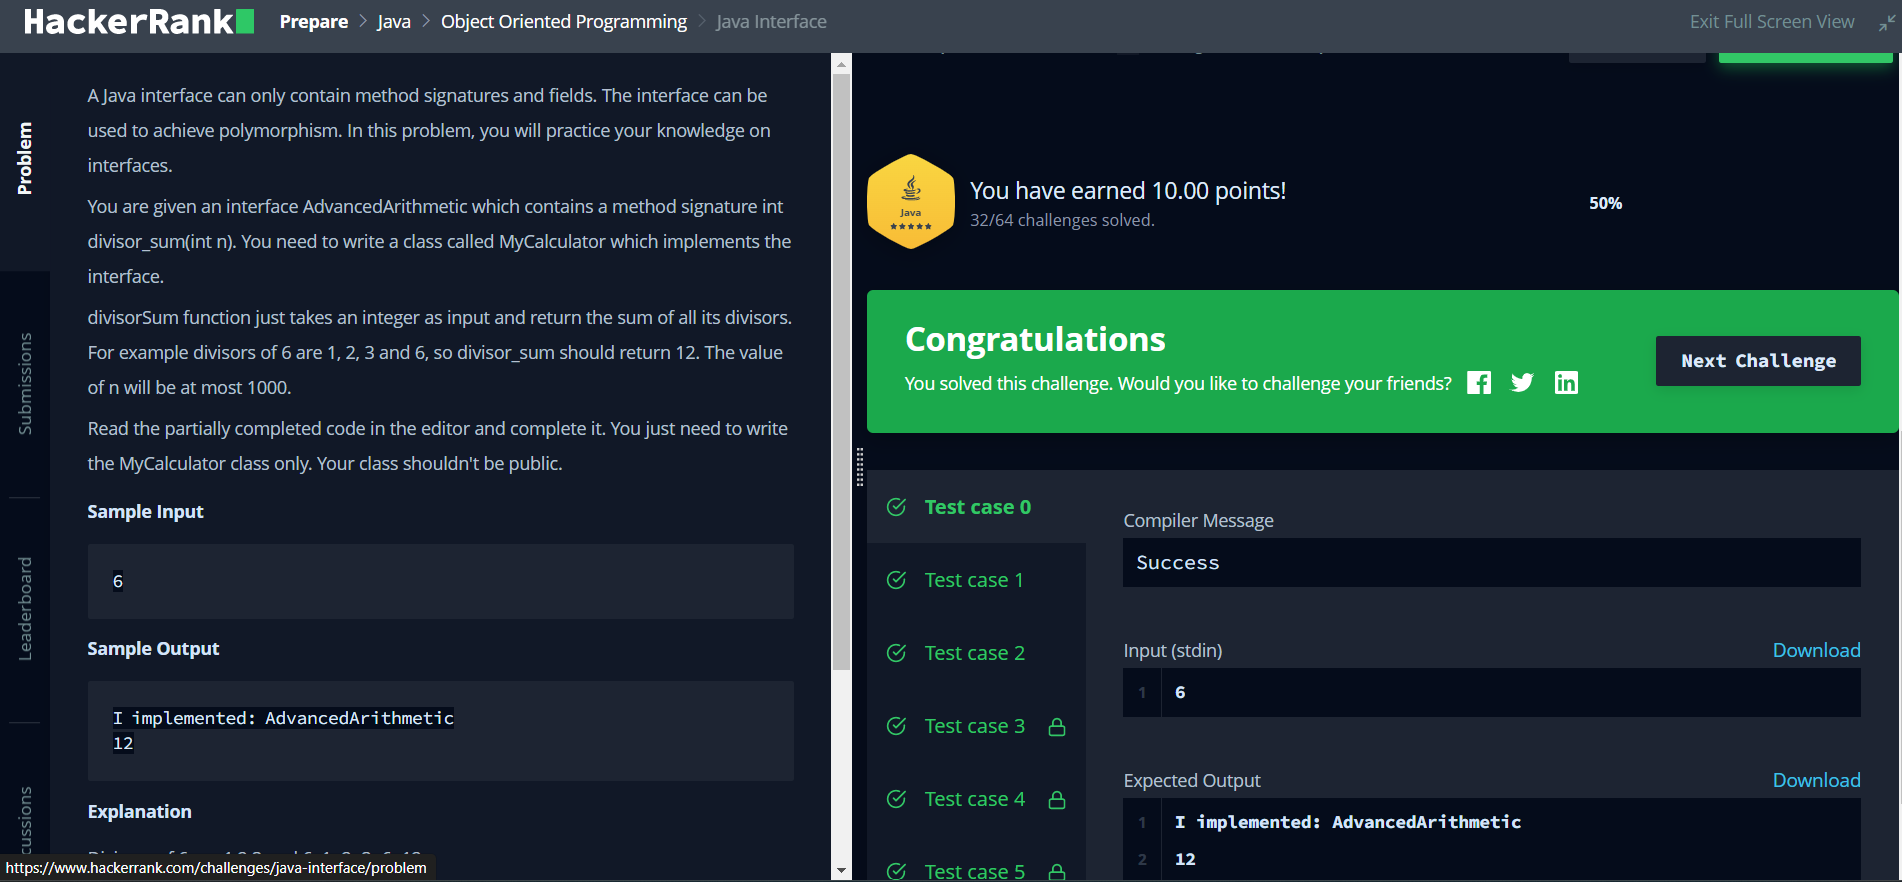 HackerRank
Prepare > Java > Object Oriented Programming > Java Interface
Exit Full Screen View
Problem
Submissions
Leaderboard
A Java interface can only contain method signatures and fields. The interface can be
used to achieve polymorphism. In this problem, you will practice your knowledge on
interfaces.
You are given an interface AdvancedArithmetic which contains a method signature int
divisor_sum(int n). You need to write a class called MyCalculator which implements the
interface.
divisorSum function just takes an integer as input and return the sum of all its divisors.
For example divisors of 6 are 1, 2, 3 and 6, so divisor_sum should return 12. The value
of n will be at most 1000.
Read the partially completed code in the editor and complete it. You just need to write
the MyCalculator class only. Your class shouldn't be public.
Sample Input
6
Sample Output
I implemented: AdvancedArithmetic
12
Explanation
https://www.hackerrank.com/challenges/java-interface/problem
Java
You have earned 10.00 points!
32/64 challenges solved.
50%
Congratulations
You solved this challenge. Would you like to challenge your friends?
Next Challenge
Test case 0
Test case 1
Test case 2
Test case 3
Test case 4
Test case 5
Compiler Message
Success
Input (stdin)
Download
1 6
Expected Output
Download
1 I implemented: AdvancedArithmetic
2 12